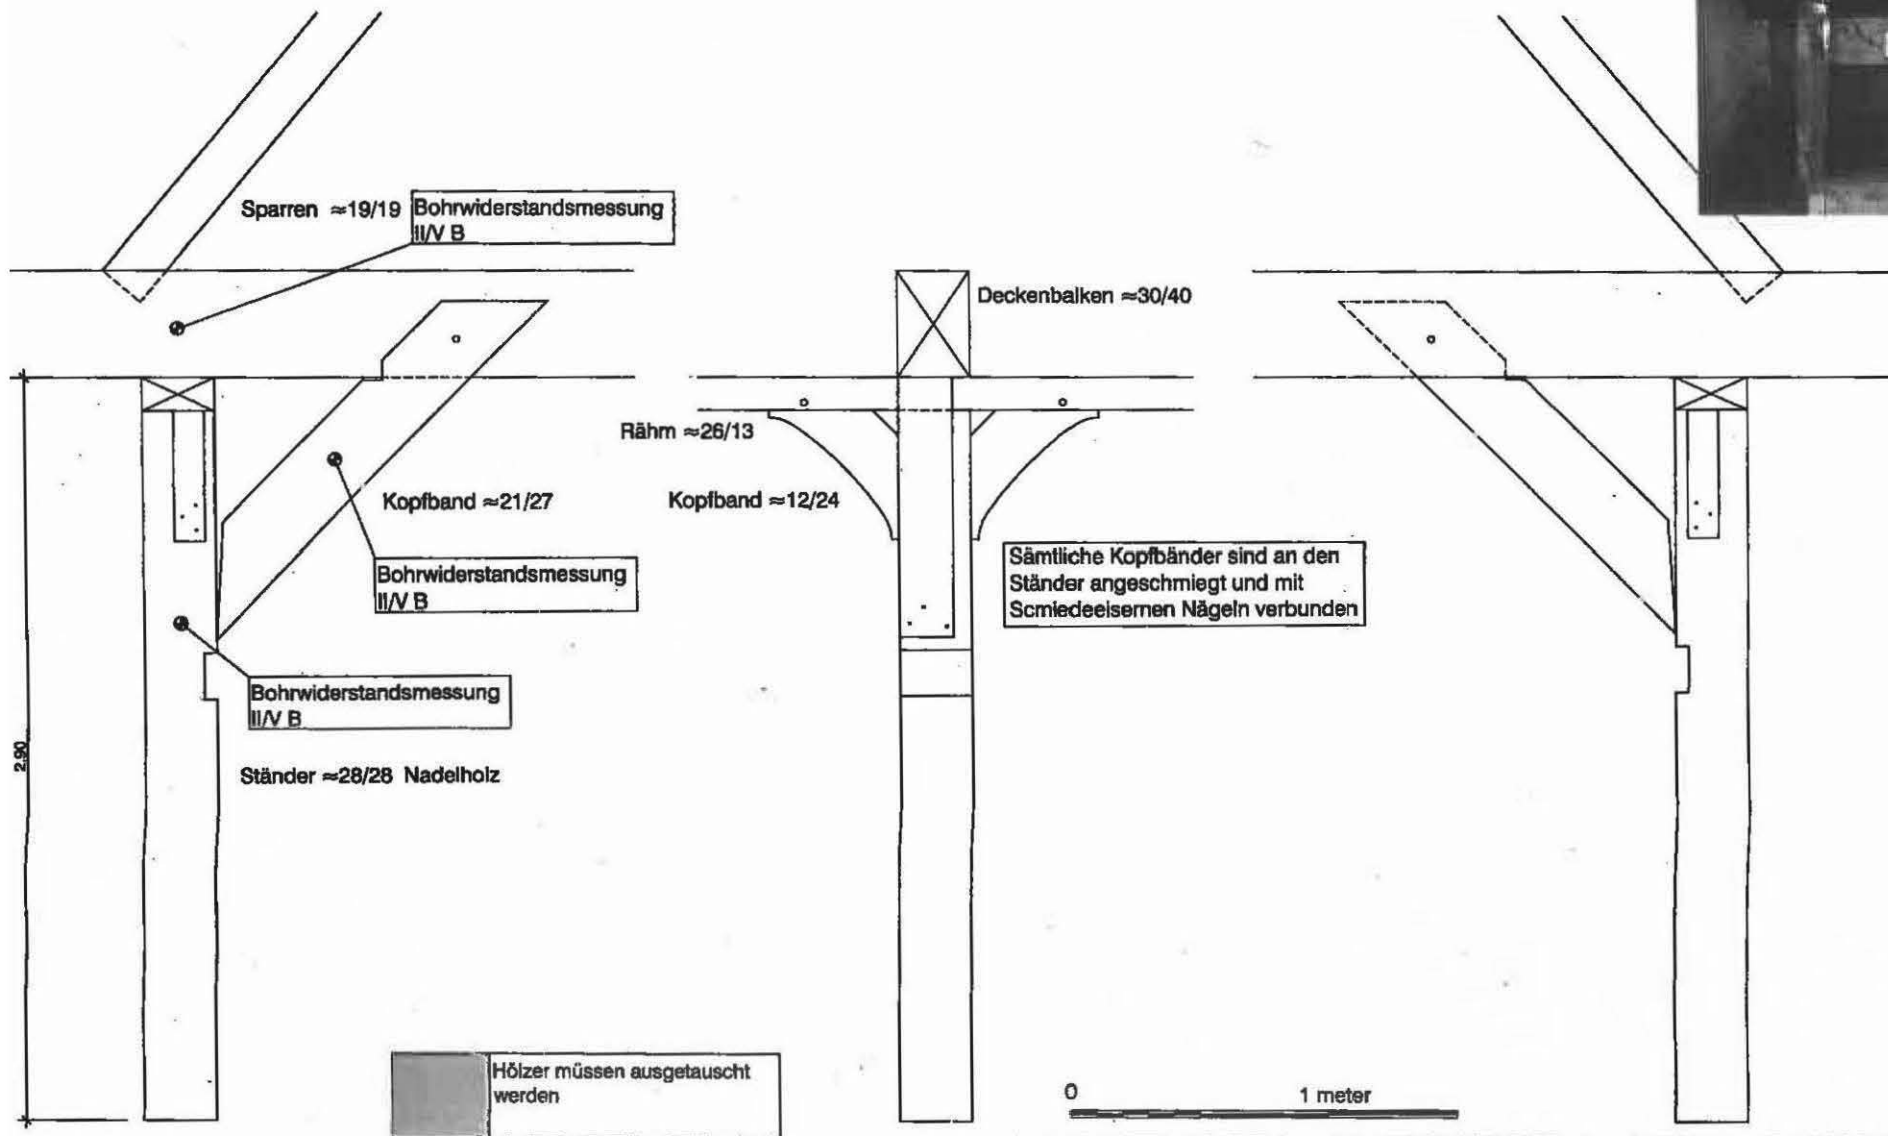 Sparren ≈19/19
Bohrwiderstandsmessung
II/V B
Deckenbalken ≈30/40
Rähm ≈26/13
Kopfband ≈21/27
Kopfband ≈12/24
Bohrwiderstandsmessung
II/V B
Sämtliche Kopfbänder sind an den
Ständer angeschmiegt und mit
Scmiedeeisernen Nägeln verbunden
Bohrwiderstandsmessung
II/V B
2.90
Ständer ≈28/28 Nadelholz
Hölzer müssen ausgetauscht
werden
0 1 meter